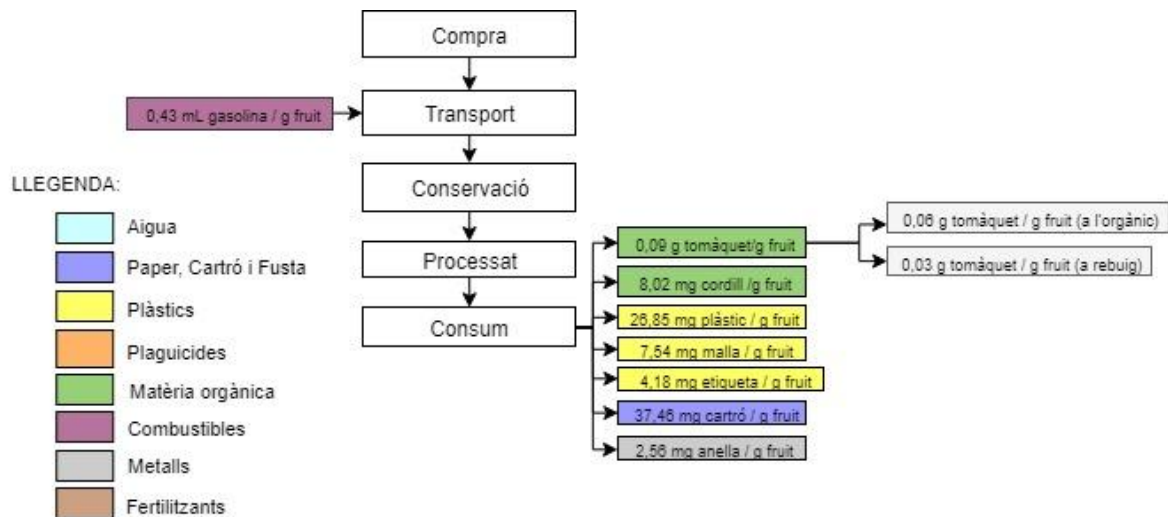 Compra
0,43 mL gasolina / g fruit
Transport
Conservació
Processat
Consum
0,09 g tomàquet/g fruit
0,06 g tomàquet / g fruit (a l'orgànic)
0,03 g tomàquet / g fruit (a rebuig)
8,02 mg cordill /g fruit
26,85 mg plàstic / g fruit
7,54 mg malla / g fruit
4,18 mg etiqueta / g fruit
37,46 mg cartró / g fruit
2,56 mg anella / g fruit
LLEGENDA:
Aigua
Paper, Cartró i Fusta
Plàstics
Plaguicides
Matèria orgànica
Combustibles
Metalls
Fertilitzants